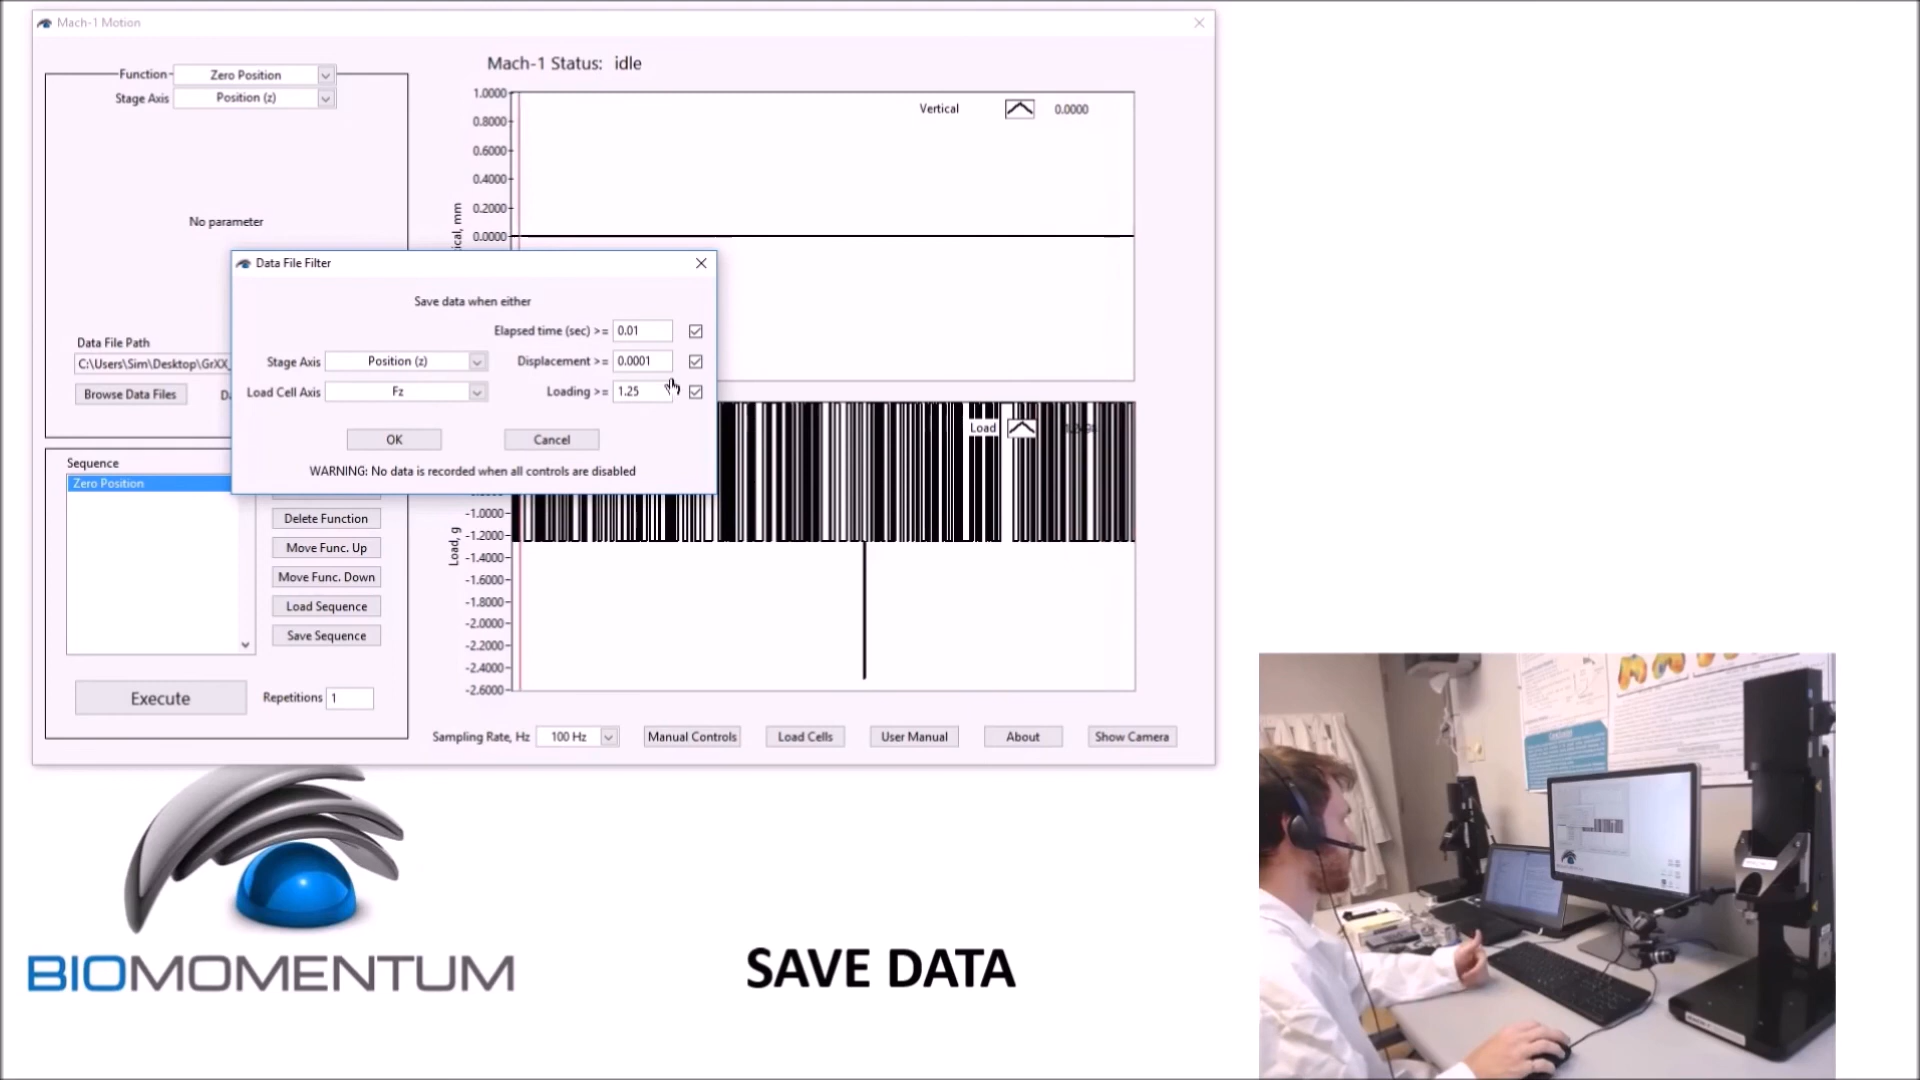 Mach-1 Motion
Function
Zero Position
Stage Axis
Position (z)
No parameter
Data File Path
C:\Users\Sim\Desktop\GrXX_
Browse Data Files
Mach-1 Status: idle
1.0000
0.8000
0.6000
0.4000
0.2000
0.0000
Vertical
0.0000
Data File Filter
Save data when either
Elapsed time (sec) >= 0.01
Stage Axis Position (z) Displacement >= 0.0001
Load Cell Axis Fz Loading >= 1.25
OK Cancel
WARNING: No data is recorded when all controls are disabled
Sequence
Zero Position
Delete Function
Move Func. Up
Move Func. Down
Load Sequence
Save Sequence
Execute
Repetitions 1
Load
Load, g
-1.0000
-1.2000
-1.4000
-1.6000
-1.8000
-2.0000
-2.2000
-2.4000
-2.6000
Sampling Rate, Hz 100 Hz
Manual Controls
Load Cells
User Manual
About
Show Camera
BIOMOMENTUM
SAVE DATA